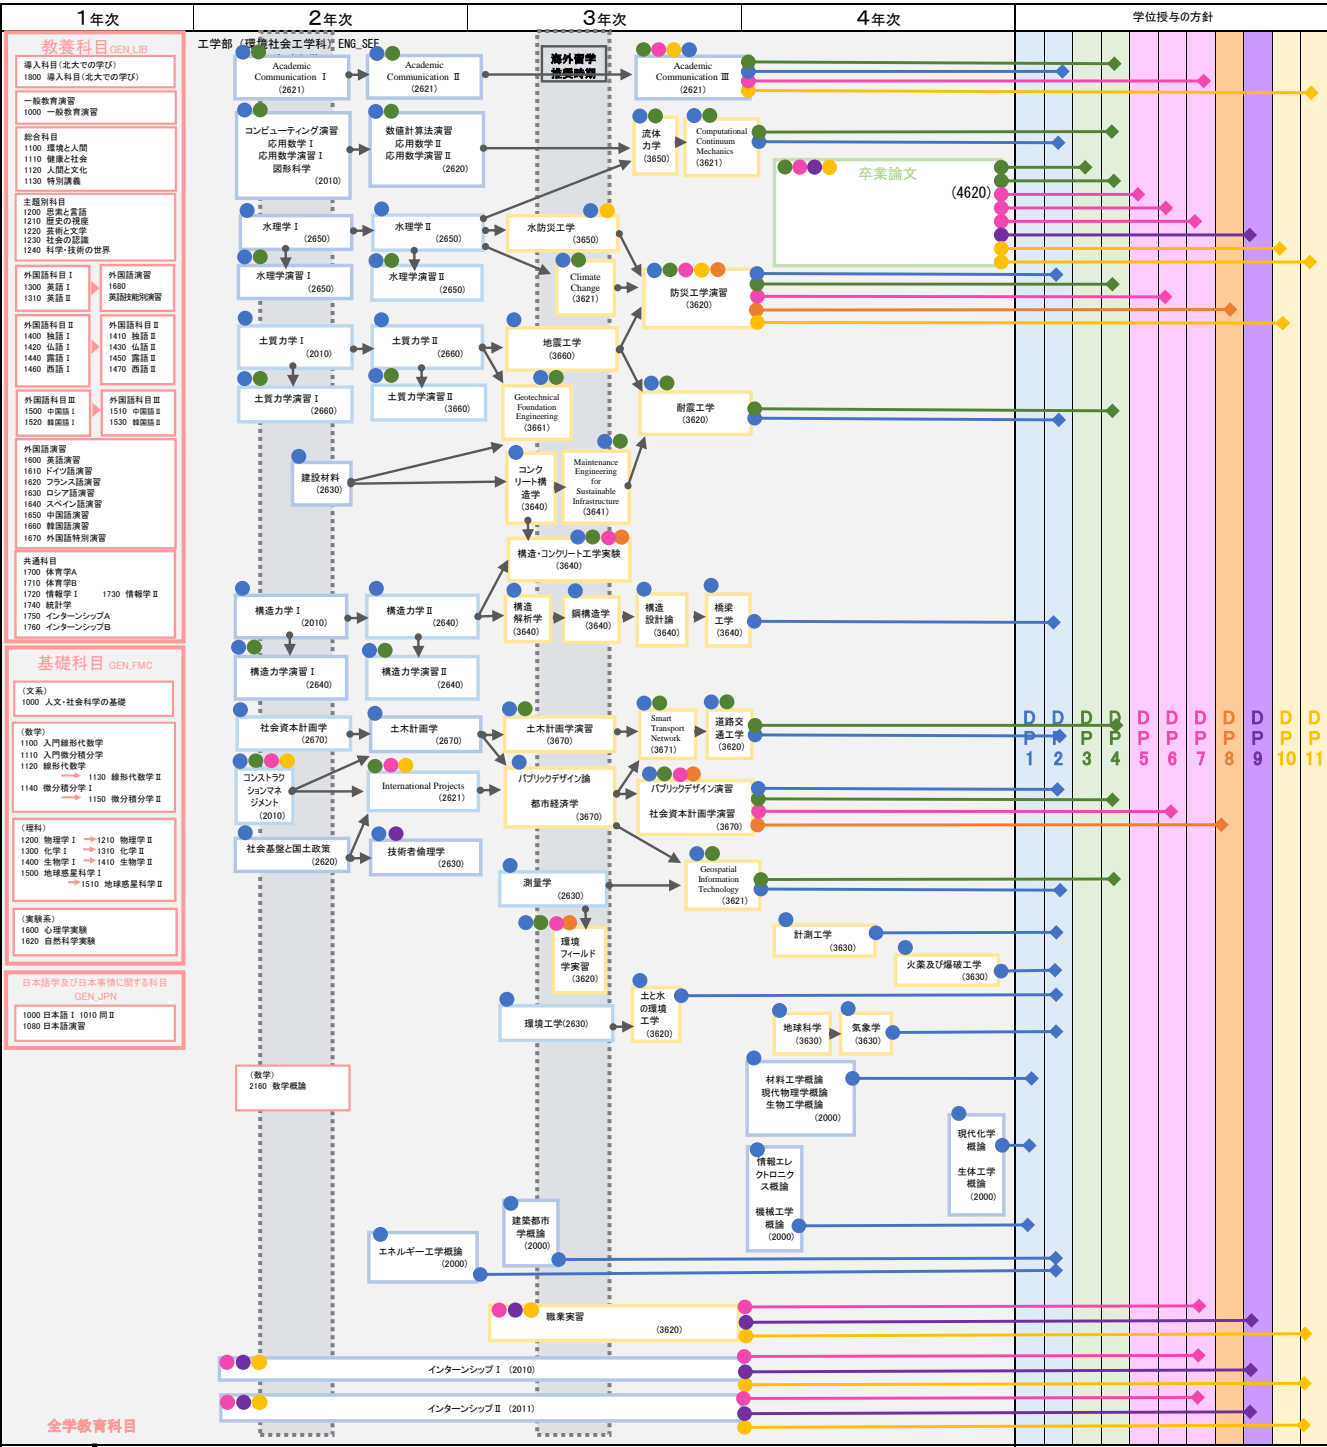 1年次
2年次
3年次
4年次
学位授与の方針
教養科目 GEN_LIB
導入科目(北大での学び)
1800 導入科目(北大での学び)
一般教育演習
1000 一般教育演習
総合科目
1100 環境と人間
1110 健康と社会
1120 人間と文化
1130 特別講義
主題別科目
1200 思索と言語
1210 歴史の視座
1220 芸術と文学
1230 社会の認識
1240 科学・技術の世界
外国語科目Ⅰ
1300 英語Ⅰ
1310 英語Ⅱ
外国語演習
1680
英語技能別演習
外国語科目Ⅱ
1400 独語Ⅰ
1420 仏語Ⅰ
1440 露語Ⅰ
1460 西語Ⅰ
外国語科目Ⅱ
1410 独語Ⅱ
1430 仏語Ⅱ
1450 露語Ⅱ
1470 西語Ⅱ
外国語科目Ⅲ
1500 中国語Ⅰ
1520 韓国語Ⅰ
外国語科目Ⅲ
1510 中国語Ⅱ
1530 韓国語Ⅱ
外国語演習
1600 英語演習
1610 ドイツ語演習
1620 フランス語演習
1630 ロシア語演習
1640 スペイン語演習
1650 中国語演習
1660 韓国語演習
1670 外国語特別演習
共通科目
1700 体育学A
1710 体育学B
1720 情報学Ⅰ 1730 情報学Ⅱ
1740 統計学
1750 インターンシップA
1760 インターンシップB
基礎科目 GEN_FMC
(文系)
1000 人文・社会科学の基礎
(数学)
1100 入門線形代数学
1110 入門微分積分学
1120 線形代数学
1130 線形代数学Ⅱ
1140 微分積分学Ⅰ
1150 微分積分学Ⅱ
(理科)
1200 物理学Ⅰ 1210 物理学Ⅱ
1300 化学Ⅰ 1310 化学Ⅱ
1400 生物学Ⅰ 1410 生物学Ⅱ
1500 地球惑星科学Ⅰ
1510 地球惑星科学Ⅱ
(実験系)
1600 心理学実験
1620 自然科学実験
日本語学及び日本事情に関する科目
GEN_JPN
1000 日本語Ⅰ 1010 同Ⅱ
1080 日本語演習
全学教育科目
工学部(環境社会工学科) ENG_SEE
海外留学
推奨時期
Academic
Communication Ⅰ
(2621)
Academic
Communication Ⅱ
(2621)
Academic
Communication Ⅲ
(2621)
コンピューティング演習
応用数学Ⅰ
応用数学演習Ⅰ
図形科学
(2010)
数値計算法演習
応用数学Ⅱ
応用数学演習Ⅱ
(2620)
流体
力学
(3650)
Computational
Continuum
Mechanics
(3621)
卒業論文
(4620)
水理学Ⅰ
(2650)
水理学Ⅱ
(2650)
水防災工学
(3650)
水理学演習Ⅰ
(2650)
水理学演習Ⅱ
(2650)
Climate
Change
(3621)
防災工学演習
(3620)
土質力学Ⅰ
(2010)
土質力学Ⅱ
(2660)
地震工学
(3660)
土質力学演習Ⅰ
(2660)
土質力学演習Ⅱ
(3660)
Geotechnical
Foundation
Engineering
(3661)
耐震工学
(3620)
建設材料
(2630)
コンク
リート構
造学
(3640)
Maintenance
Engineering
for
Sustainable
Infrastructure
(3641)
構造・コンクリート工学実験
(3640)
構造力学Ⅰ
(2010)
構造力学Ⅱ
(2640)
構造
解析学
(3640)
鋼構造学
(3640)
構造
設計論
(3640)
橋梁
工学
(3640)
構造力学演習Ⅰ
(2640)
構造力学演習Ⅱ
(2640)
社会資本計画学
(2670)
土木計画学
(2670)
土木計画学演習
(3670)
Smart
Transport
Network
(3671)
道路交
通工学
(3620)
コンストラク
ションマネ
ジメント
(2010)
International Projects
(2621)
パブリックデザイン論
都市経済学
(3670)
パブリックデザイン演習
社会資本計画学演習
(3670)
社会基盤と国土政策
(2620)
技術者倫理学
(2630)
測量学
(2630)
Geospatial
Information
Technology
(3621)
環境
フィールド
学実習
(3620)
計測工学
(3630)
火薬及び爆破工学
(3630)
環境工学(2630)
土と水
の環境
工学
(3620)
地球科学
(3630)
気象学
(3630)
(数学)
2160 数学概論
材料工学概論
現代物理学概論
生物工学概論
(2000)
現代化学
概論
生体工学
概論
(2000)
情報エレ
クトロニク
ス概論
機械工学
概論
(2000)
建築都市
学概論
(2000)
エネルギー工学概論
(2000)
職業実習
(3620)
インターンシップⅠ (2010)
インターンシップⅡ (2011)
DP1
DP2
DP3
DP4
DP5
DP6
DP7
DP8
DP9
DP10
DP11